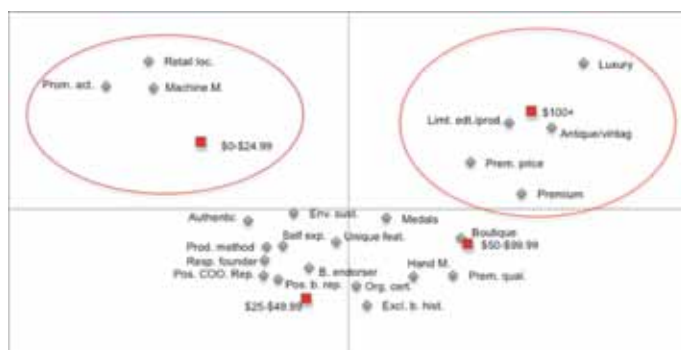 Retail loc.
Luxury
Prom. act.
Machine M.
$100+
Limt. edt./prod.
Antique/vintag
$0-$24.99
Prem. price
Premium
Authentic
Env. sust.
Medals
Boutique
Self exp.
Unique feat.
Prod. method
$50-$99.99
Resp. founder
B. endorser
Hand M.
Prem. qual.
Pos. COO. Rep.
Pos. b. rep.
Org. cert.
$25-$49.99
Excl. b. hist.